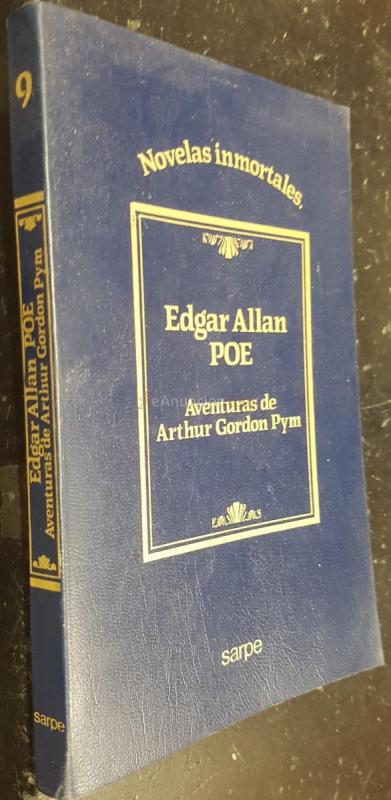 9
Edgar Allan POE
Aventuras de Arthur Gordon Pym
sarpe
Novelas inmortales.
Edgar Allan
POE
Aventuras de
Arthur Gordon Pym
sarpe